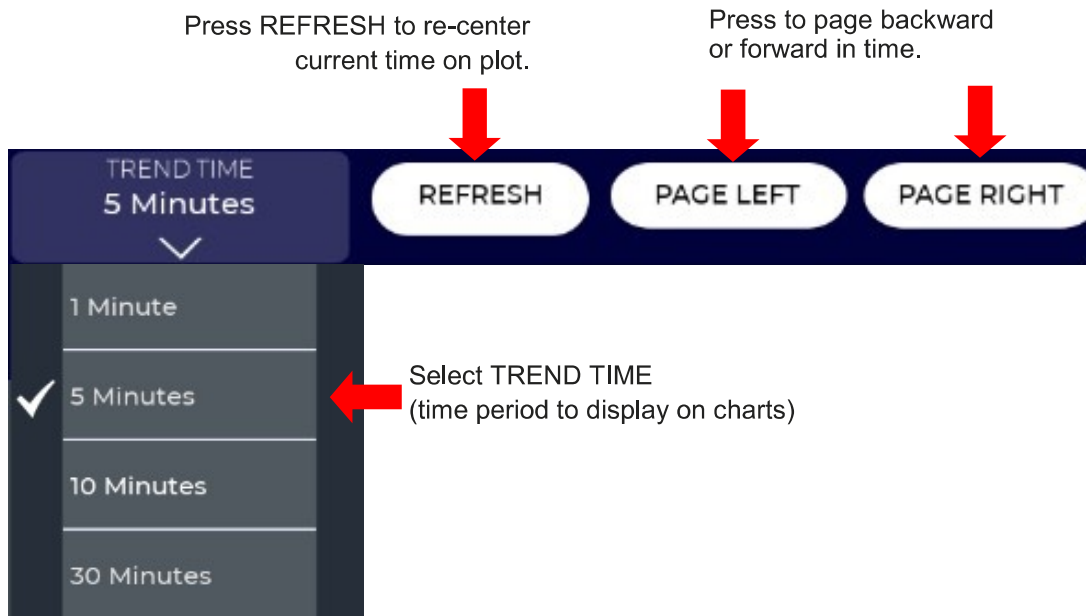 Press REFRESH to re-center
current time on plot.
Press to page backward
or forward in time.
TREND TIME
5 Minutes
REFRESH
PAGE LEFT
PAGE RIGHT
1 Minute
5 Minutes
10 Minutes
30 Minutes
Select TREND TIME
(time period to display on charts)